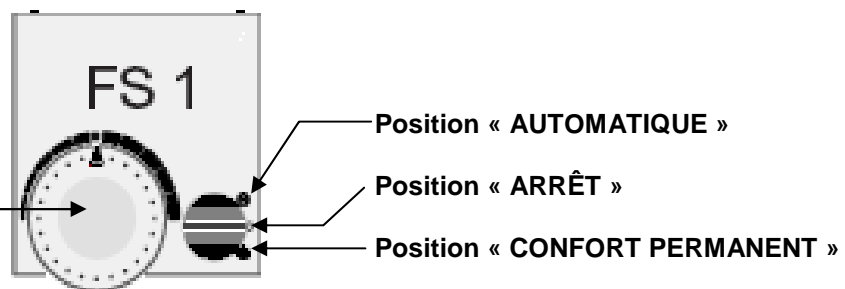 FS 1
Position « AUTOMATIQUE »
Position « ARRÊT »
Position « CONFORT PERMANENT »